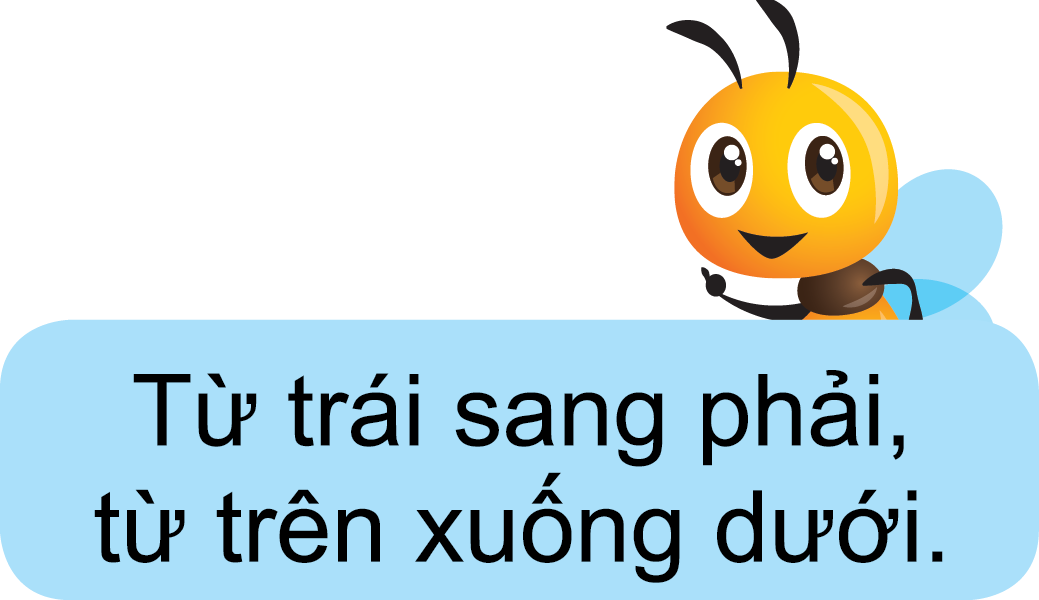 Từ trái sang phải,
từ trên xuống dưới.